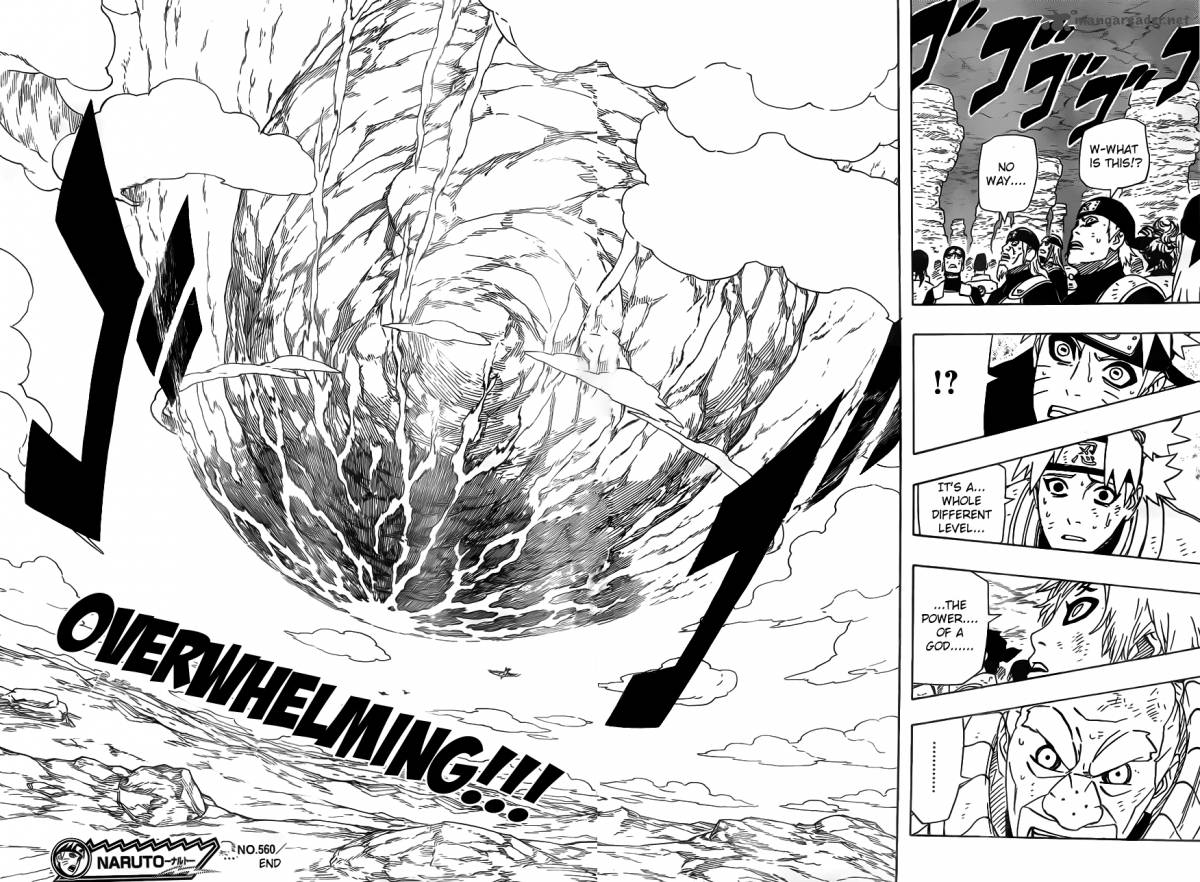 mangareader.net
ゴゴゴゴゴ
W-WHAT
IS THIS!?
NO
WAY....
!?
IT'S A...
WHOLE
DIFFERENT
LEVEL...
...THE
POWER....
OF A
GOD......
OVERWHELMING!!!
NARUTO —ナルト—
NO.560/
END